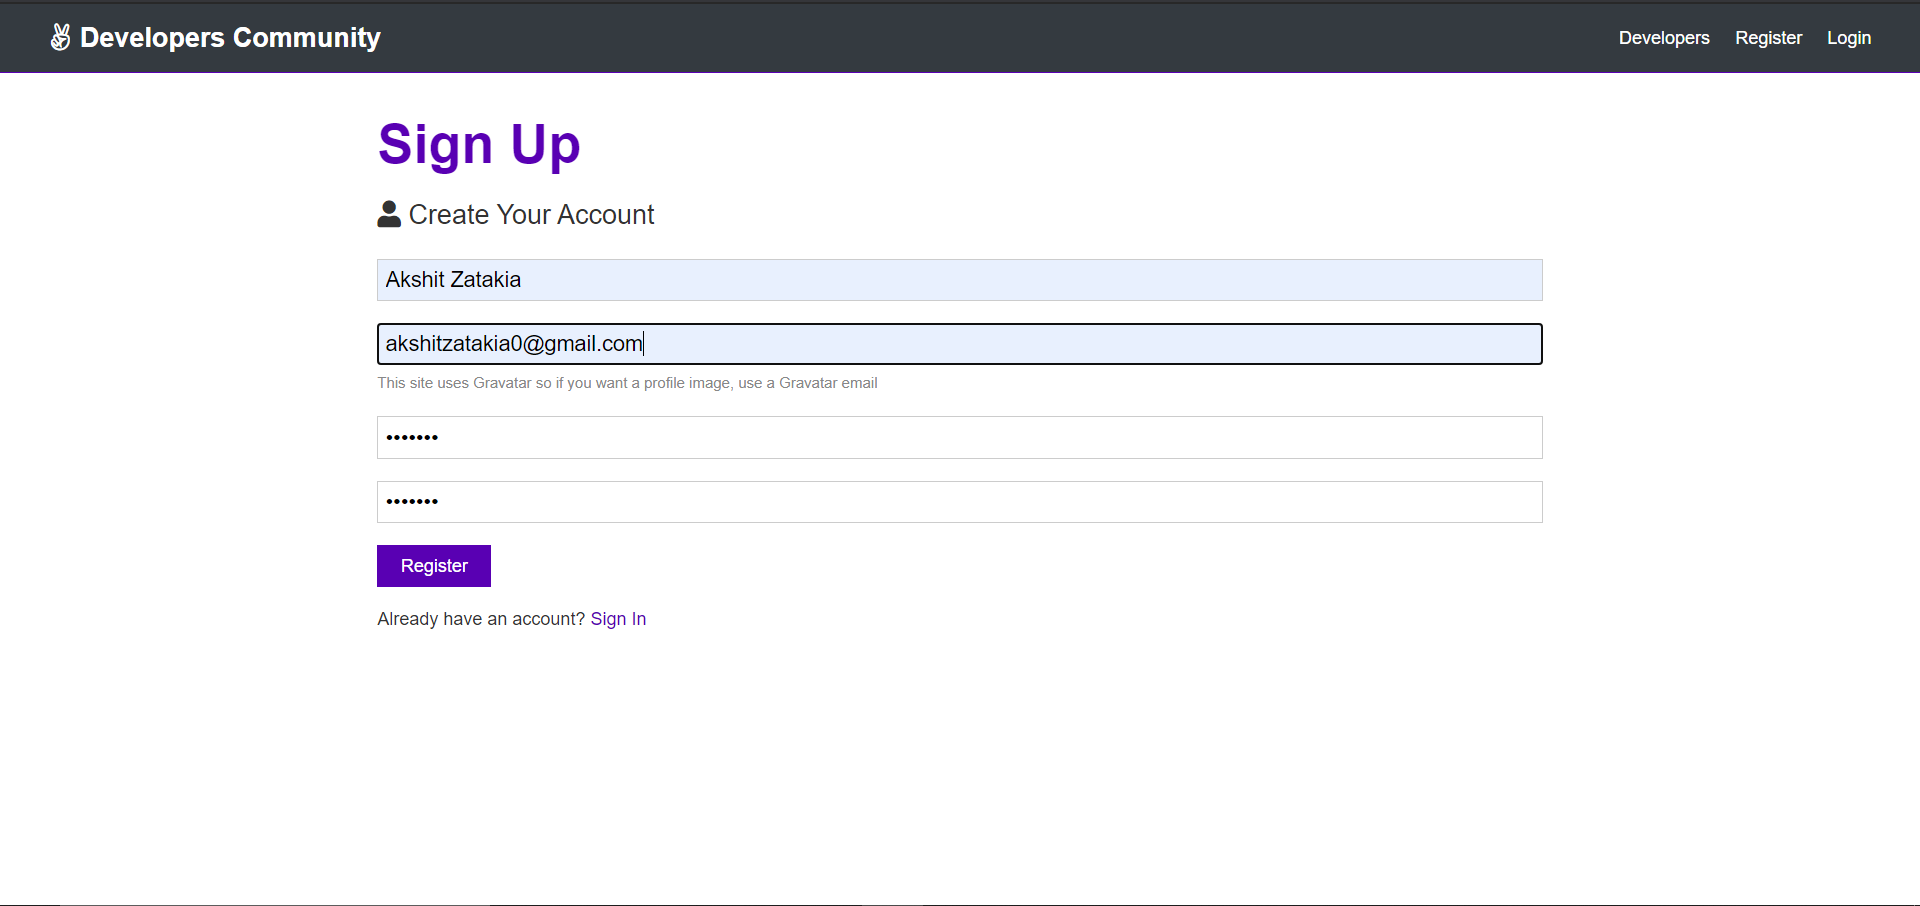 Developers Community
Developers Register Login
Sign Up
Create Your Account
Akshit Zatakia
akshitzatakia0@gmail.com
This site uses Gravatar so if you want a profile image, use a Gravatar email
•••••••
•••••••
Register
Already have an account? Sign In